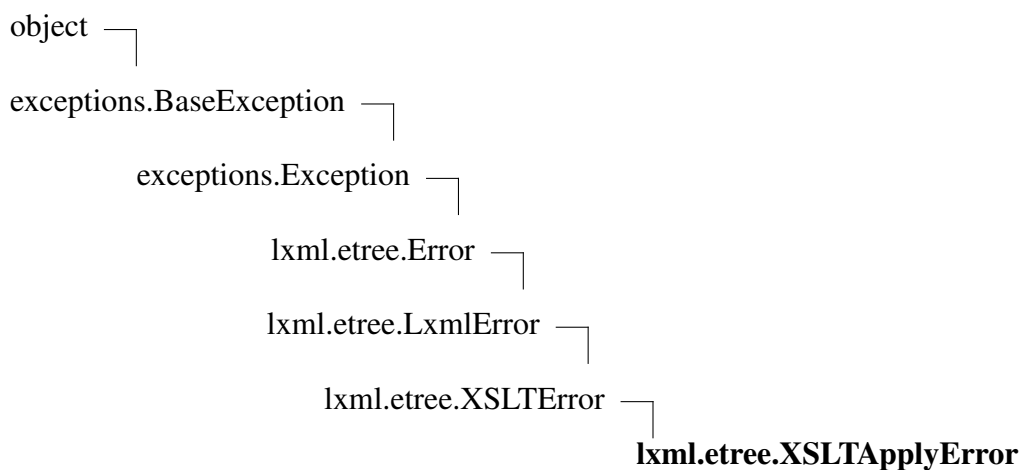 object
exceptions.BaseException
exceptions.Exception
lxml.etree.Error
lxml.etree.LxmlError
lxml.etree.XSLTError
lxml.etree.XSLTApplyError